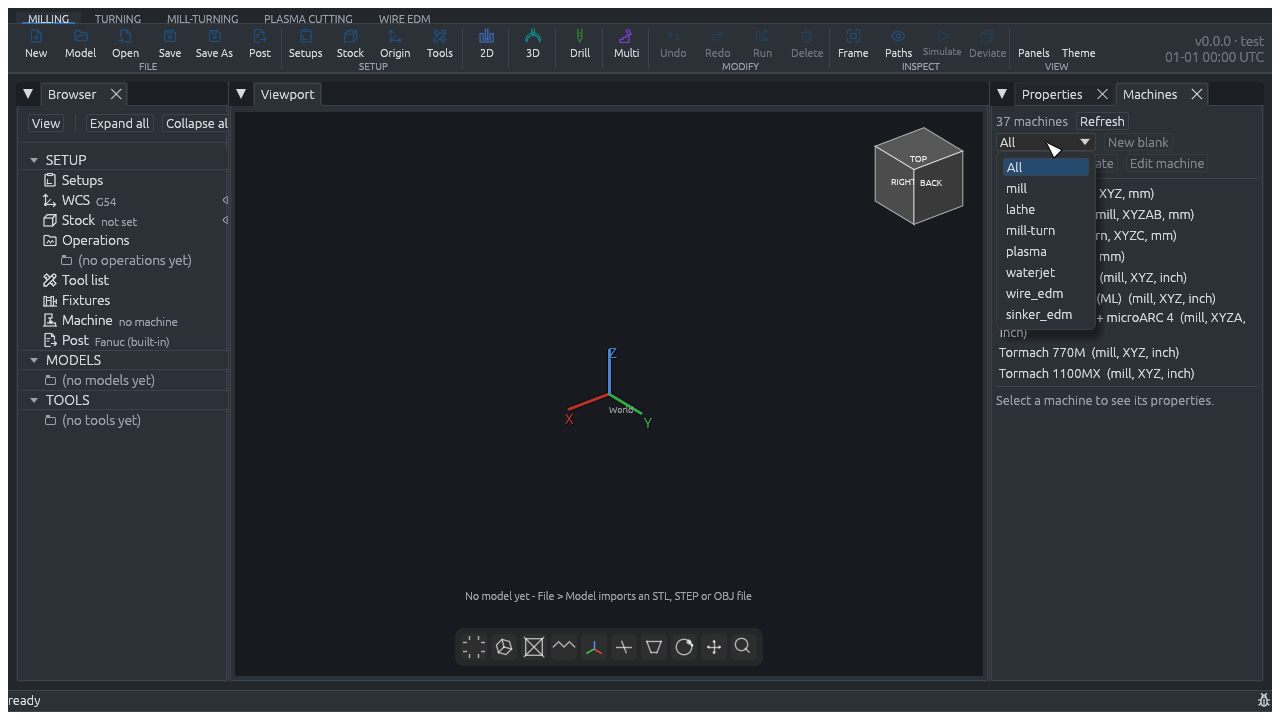 MILLING TURNING MILL-TURNING PLASMA CUTTING WIRE EDM
New Model Open Save Save As Post Setups Stock Origin Tools 2D 3D Drill Multi Undo Redo Run Delete Frame Paths Simulate Deviate Panels Theme
FILE SETUP MODIFY INSPECT VIEW
v0.0.0 · test
01-01 00:00 UTC
Browser
View Expand all Collapse al
SETUP
Setups
WCS G54
Stock not set
Operations
(no operations yet)
Tool list
Fixtures
Machine no machine
Post Fanuc (built-in)
MODELS
(no models yet)
TOOLS
(no tools yet)
Viewport
TOP
RIGHT BACK
Z
World
X
Y
No model yet - File > Model imports an STL, STEP or OBJ file
Properties Machines
37 machines Refresh
All New blank
ate Edit machine
All
mill
lathe
mill-turn
plasma
waterjet
wire_edm
sinker_edm
XYZ, mm)
mill, XYZAB, mm)
rn, XYZC, mm)
mm)
(mill, XYZ, inch)
(ML) (mill, XYZ, inch)
+ microARC 4 (mill, XYZA,
inch)
Tormach 770M (mill, XYZ, inch)
Tormach 1100MX (mill, XYZ, inch)
Select a machine to see its properties.
ready